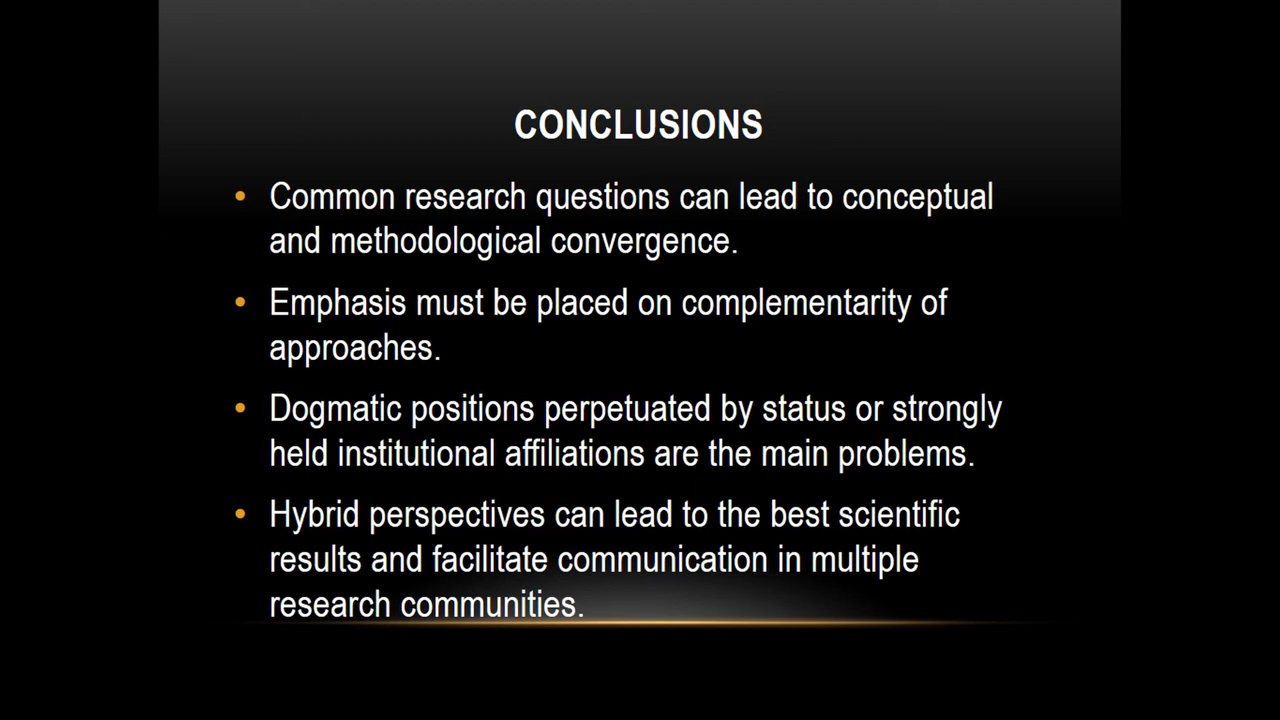 CONCLUSIONS
• Common research questions can lead to conceptual
and methodological convergence.
• Emphasis must be placed on complementarity of
approaches.
• Dogmatic positions perpetuated by status or strongly
held institutional affiliations are the main problems.
• Hybrid perspectives can lead to the best scientific
results and facilitate communication in multiple
research communities.